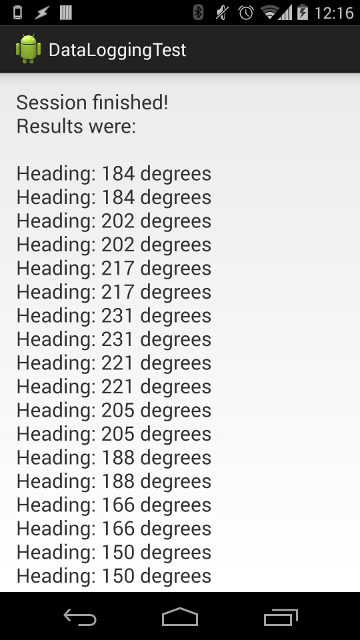 12:16
DataLoggingTest
Session finished!
Results were:
Heading: 184 degrees
Heading: 184 degrees
Heading: 202 degrees
Heading: 202 degrees
Heading: 217 degrees
Heading: 217 degrees
Heading: 231 degrees
Heading: 231 degrees
Heading: 221 degrees
Heading: 221 degrees
Heading: 205 degrees
Heading: 205 degrees
Heading: 188 degrees
Heading: 188 degrees
Heading: 166 degrees
Heading: 166 degrees
Heading: 150 degrees
Heading: 150 degrees